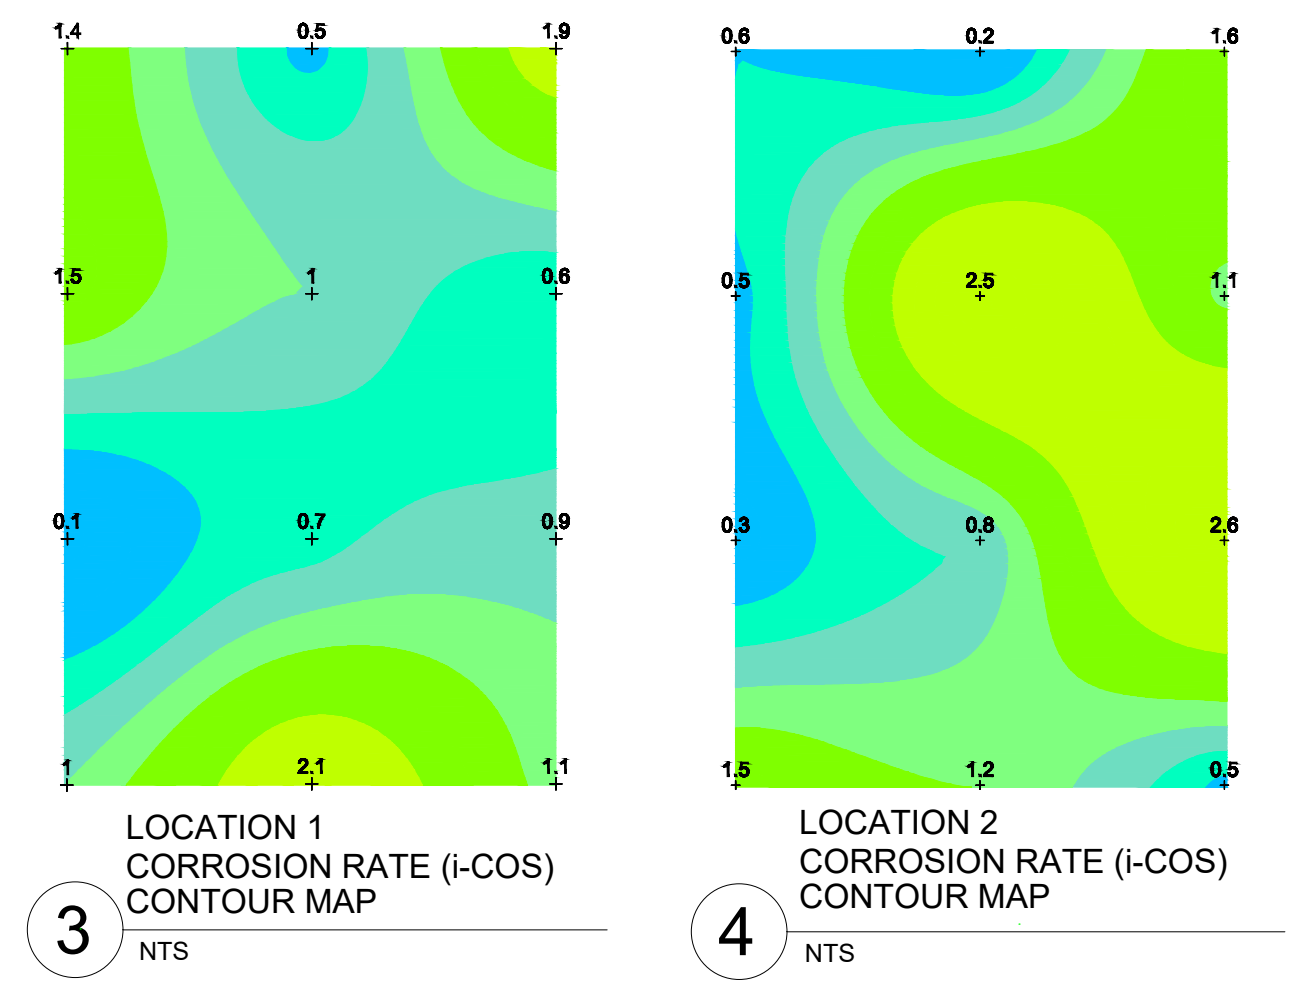 1.4 0.5 1.9
1.5 1 0.6
0.1 0.7 0.9
1 2.1 1.1
LOCATION 1
CORROSION RATE (i-COS)
CONTOUR MAP
3
NTS
0.6 0.2 1.6
0.5 2.5 1.1
0.3 0.8 2.6
1.5 1.2 0.5
LOCATION 2
CORROSION RATE (i-COS)
CONTOUR MAP
4
NTS